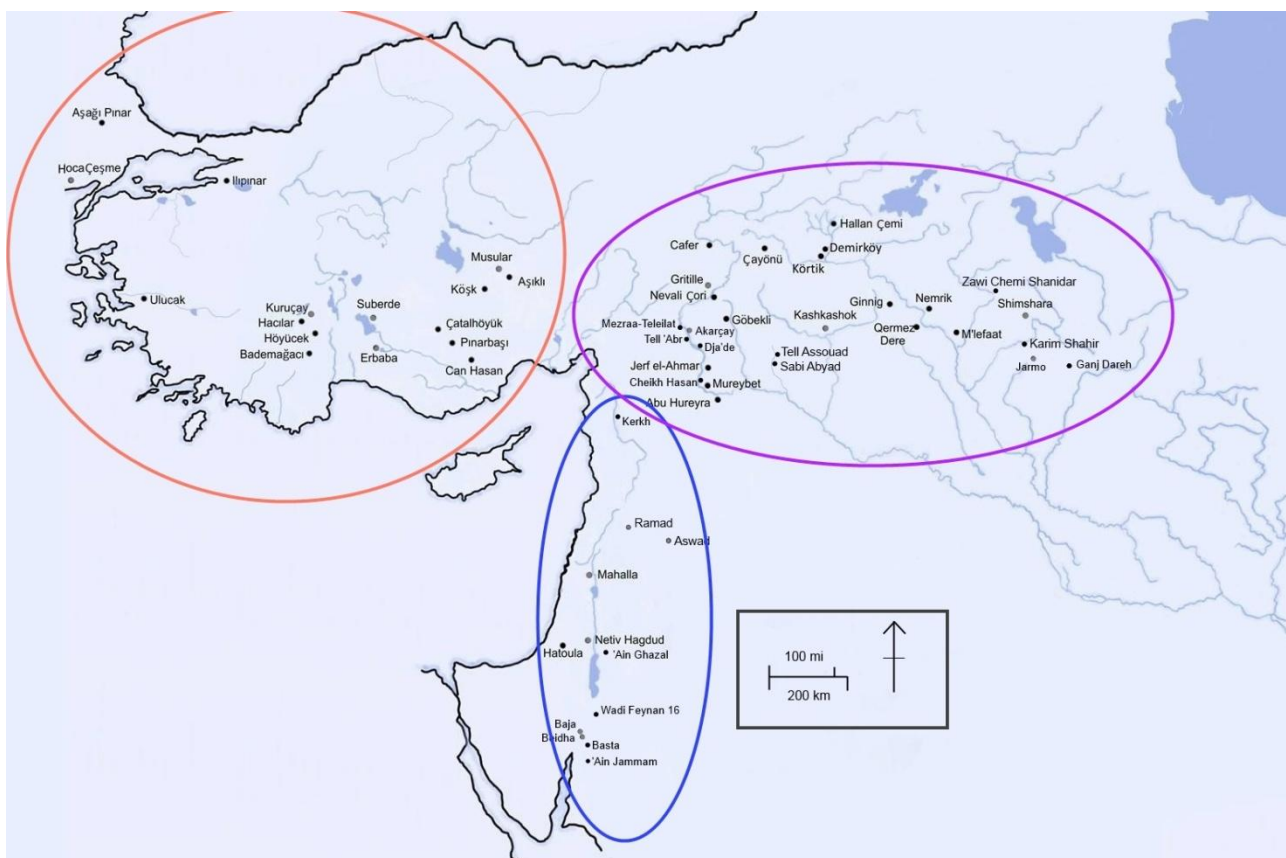 Aşağı Pınar
HocaÇeşme
Ilıpınar
Ulucak
Kuruçay
Hacılar
Höyücek
Bademağacı
Suberde
Erbaba
Musular
Aşıklı
Köşk
Çatalhöyük
Pınarbaşı
Can Hasan
Hallan Çemi
Cafer
Çayönü
Demirköy
Körtik
Gritille
Nevali Çori
Göbekli
Mezraa-Teleilat
Akarçay
Tell 'Abr
Dja'de
Jerf el-Ahmar
Cheikh Hasan
Mureybet
Abu Hureyra
Kashkashok
Tell Assouad
Sabi Abyad
Ginnig
Nemrik
Qermez
Dere
Zawi Chemi Shanidar
Shimshara
M'lefaat
Karim Shahir
Jarmo
Ganj Dareh
Kerkh
Ramad
Aswad
Mahalla
Netiv Hagdud
Hatoula
'Ain Ghazal
Wadi Feynan 16
Baja
Beidha
Basta
'Ain Jammam
100 mi
200 km